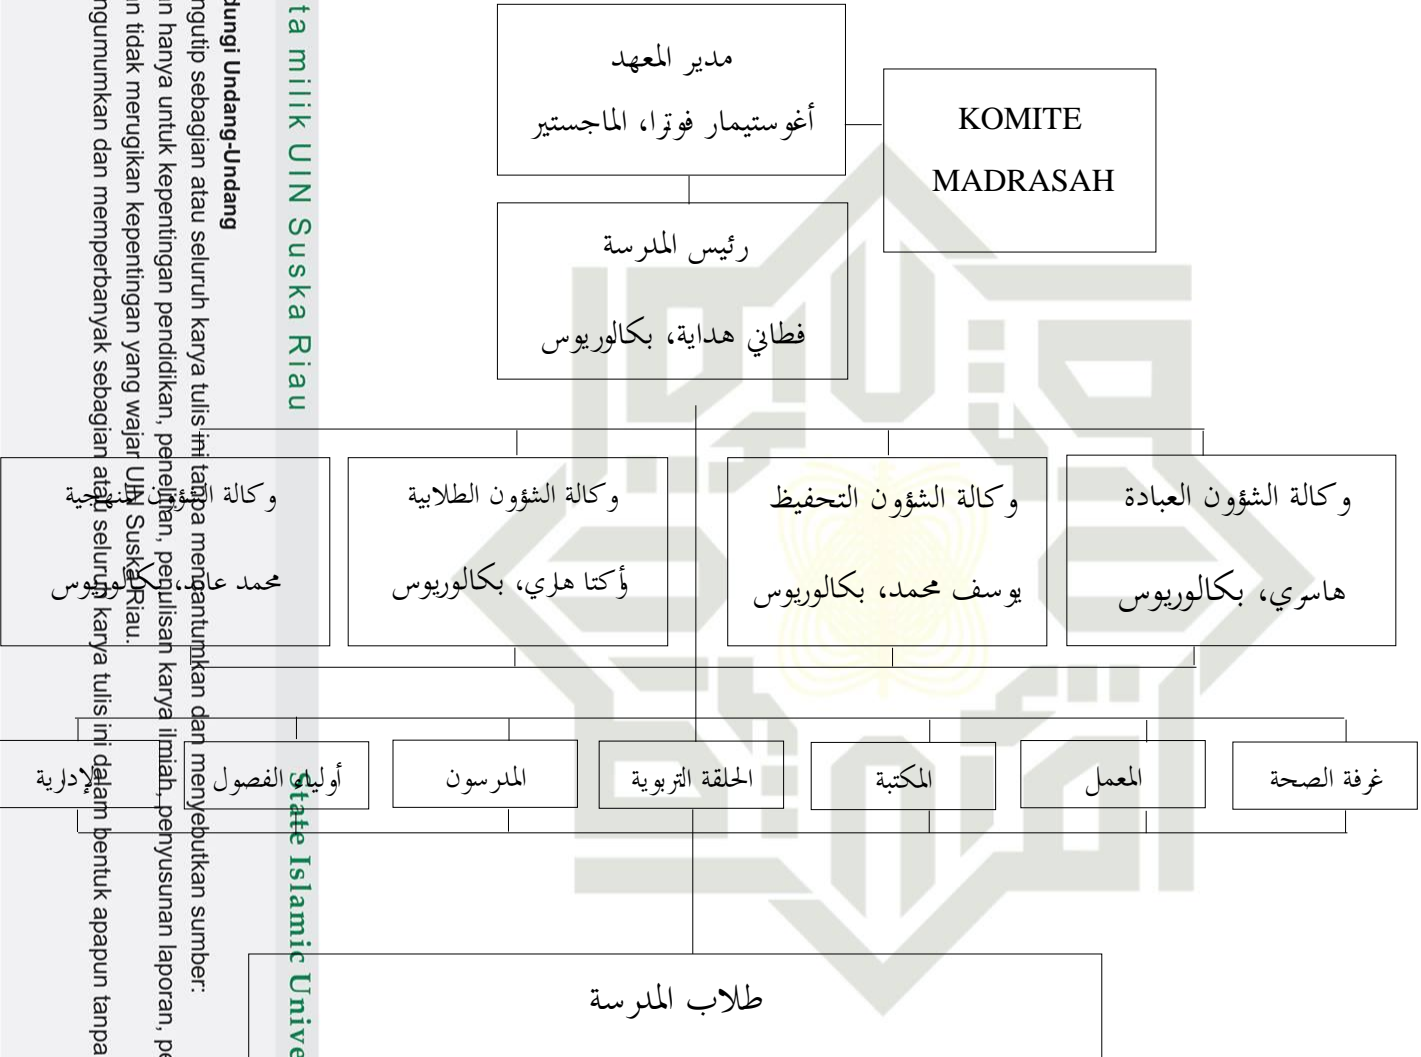 مدير المعهد
أغوستيمار فوترا، الماجستير
KOMITE
MADRASAH
رئيس المدرسة
فطاني هداية، بكالوريوس
وكالة الشؤون العبادة
هاسري، بكالوريوس
وكالة الشؤون التحفيظ
يوسف محمد، بكالوريوس
وكالة الشؤون الطلابية
وأكتا هاري، بكالوريوس
وكالة الشؤون المنهجية
محمد عابد، بكالوريوس
غرفة الصحة
المعمل
المكتبة
الحلقة التربوية
المدرسون
أولياء الفصول
الإدارية
طلاب المدرسة
ta milik UIN Suska Riau
State Islamic Unive
dungi Undang-Undang
ngutip sebagian atau seluruh karya tulis ini tanpa mencantumkan dan menyebutkan sumber:
an hanya untuk kepentingan pendidikan, penelitian, penulisan karya ilmiah, penyusunan laporan, pe
an tidak merugikan kepentingan yang wajar UIN Suska Riau.
ngumumkan dan memperbanyak sebagian atau seluruh karya tulis ini dalam bentuk apapun tanpa